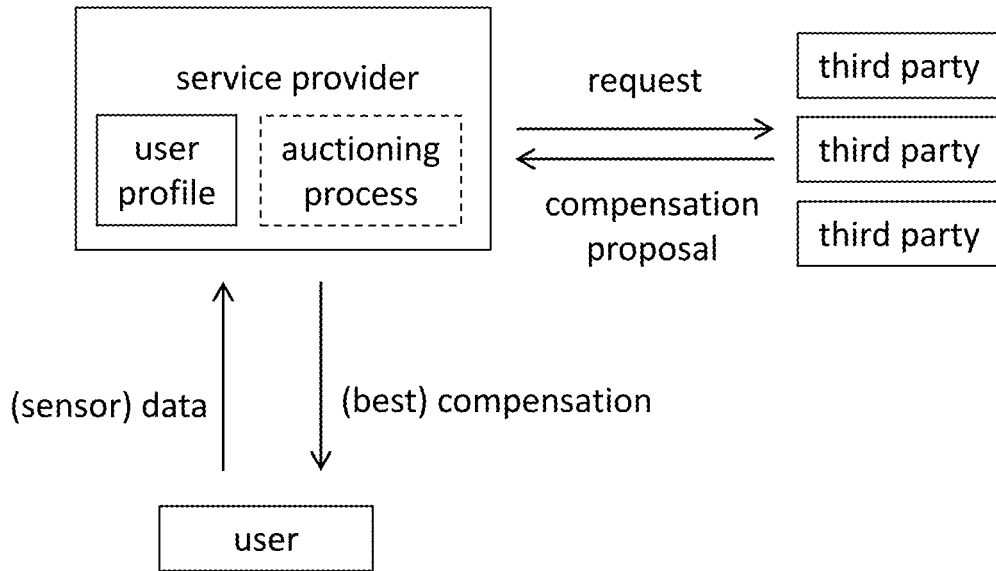 service provider
user
profile
auctioning
process
request
compensation
proposal
third party
third party
third party
(sensor) data
(best) compensation
user